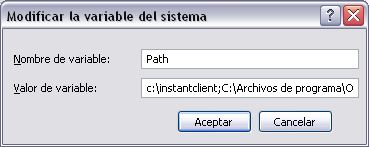 Modificar la variable del sistema
Nombre de variable: Path
Valor de variable: c:\instantclient;C:\Archivos de programa\O
Aceptar Cancelar